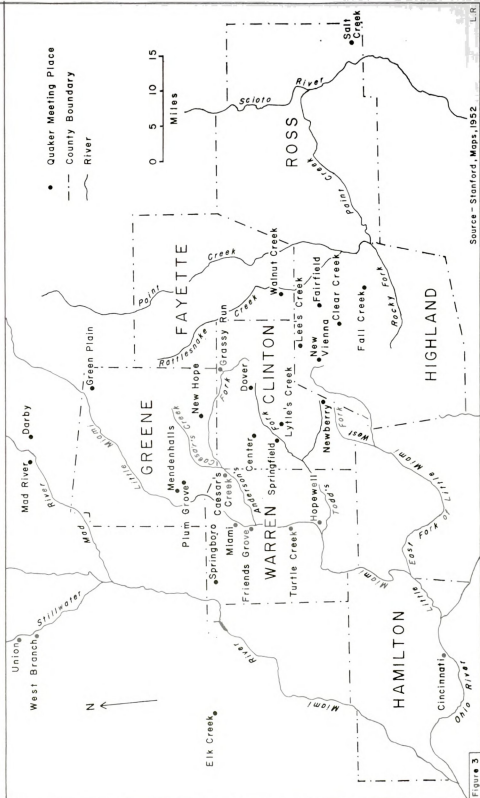 Quaker Meeting Place
County Boundary
River
Miles
0 5 10 15
N
Union
West Branch
Stillwater
Mad River
Darby
Mad
River
Green Plain
Little
Miami
GREENE
FAYETTE
Paint
Creek
Rattlesnake
Creek
Scioto
River
ROSS
Salt
Creek
Paint
Creek
Mendenhalls
Plum Grove
New Hope
Caesar's Creek
Grassy Run
Walnut Creek
Elk Creek
Springboro
Caesar's
Creek
Miami
Anderson's
Fork
Dover
Center
CLINTON
Friends Grove
WARREN
Springfield
Fork
Lytle's Creek
Lee's Creek
New
Vienna
Fairfield
Clear Creek
Fall Creek
Rocky Fork
HIGHLAND
Turtle Creek
Hopewell
Todd's
Newberry
West
Fork
East Fork of Little Miami
Miami
River
Little
Miami
HAMILTON
Cincinnati
Ohio River
Figure 3
Source - Stanford, Maps, 1952
L.R.